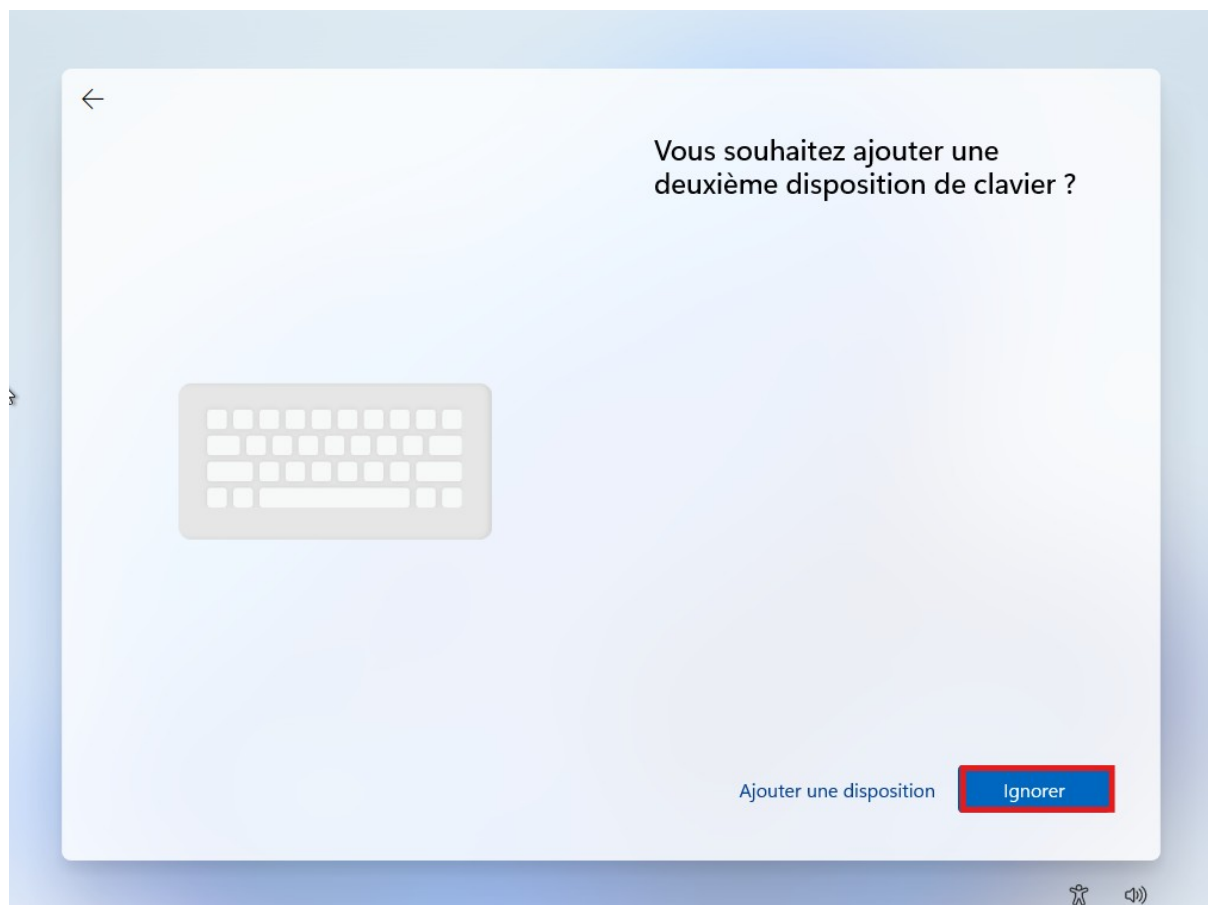 Vous souhaitez ajouter une
deuxième disposition de clavier ?
Ajouter une disposition
Ignorer